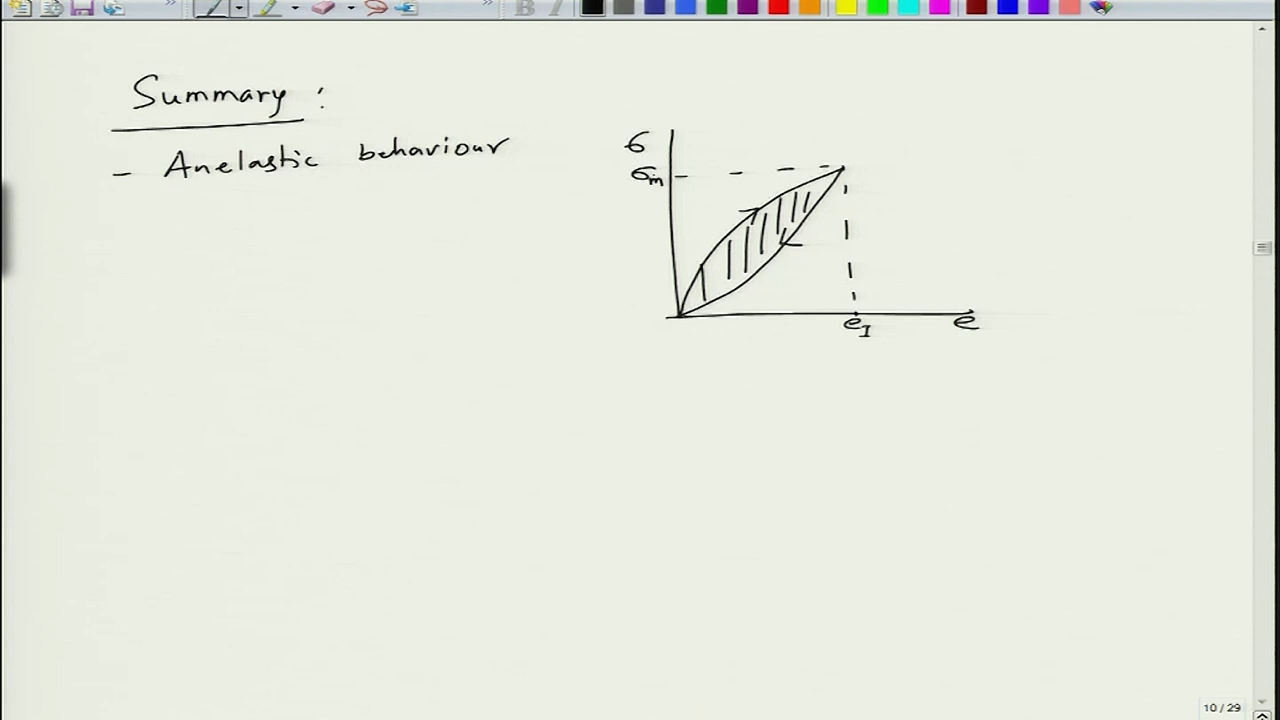 Summary :
- Anelastic behaviour
σ
σm
eI
e
10 / 29